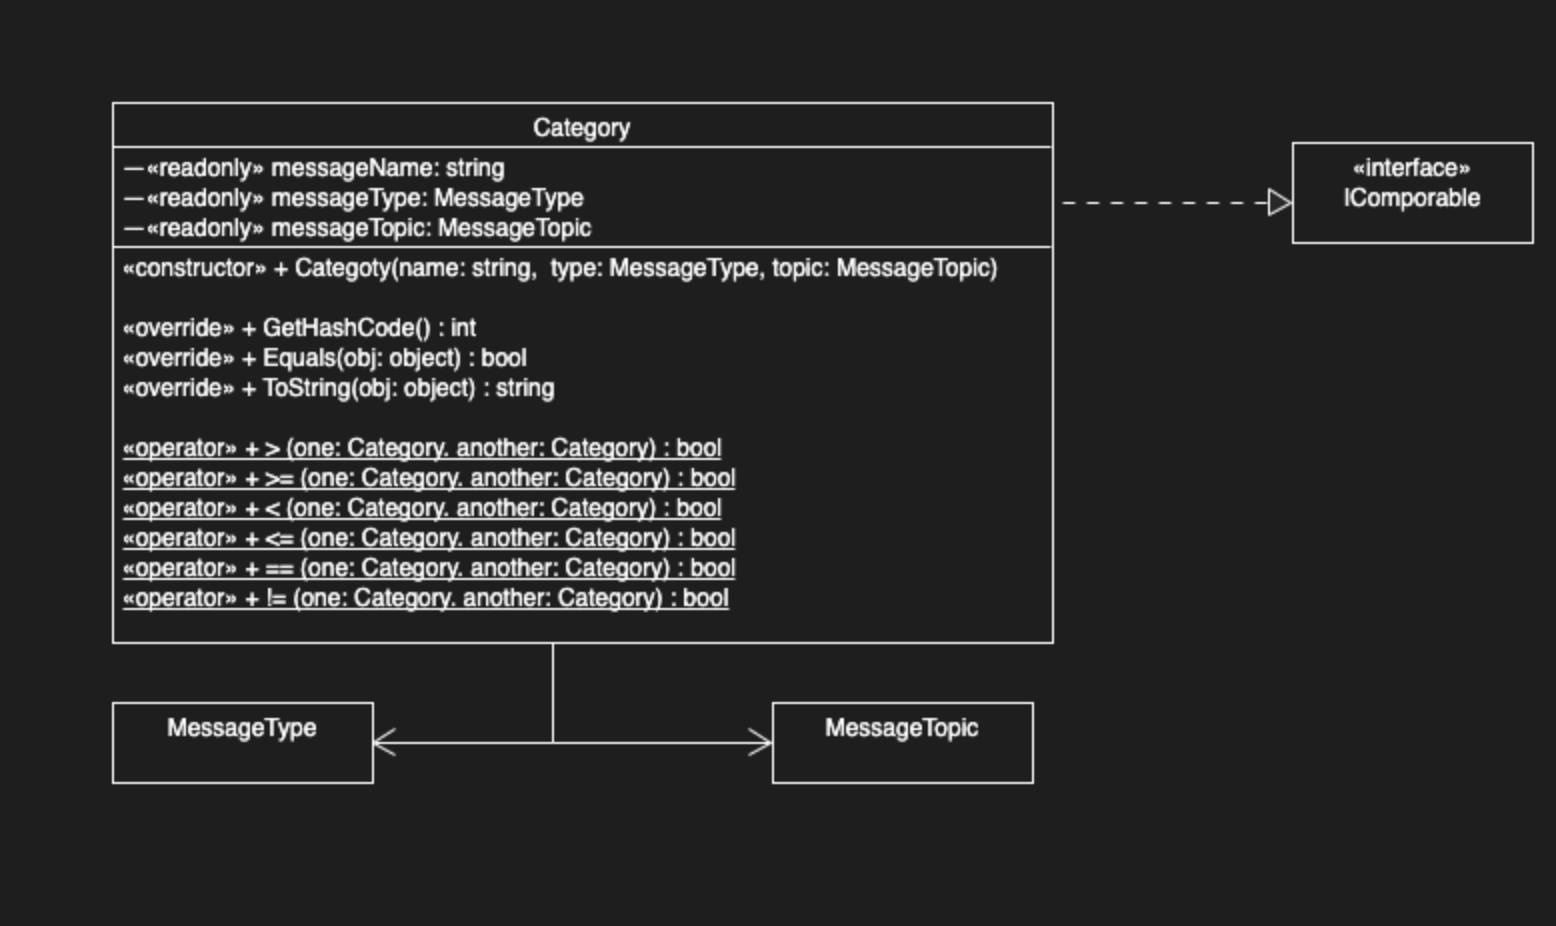 Category
—«readonly» messageName: string
—«readonly» messageType: MessageType
—«readonly» messageTopic: MessageTopic
«constructor» + Categoty(name: string,  type: MessageType, topic: MessageTopic)
«override» + GetHashCode() : int
«override» + Equals(obj: object) : bool
«override» + ToString(obj: object) : string
«operator» + > (one: Category. another: Category) : bool
«operator» + >= (one: Category. another: Category) : bool
«operator» + < (one: Category. another: Category) : bool
«operator» + <= (one: Category. another: Category) : bool
«operator» + == (one: Category. another: Category) : bool
«operator» + != (one: Category. another: Category) : bool
«interface»
IComporable
MessageType
MessageTopic